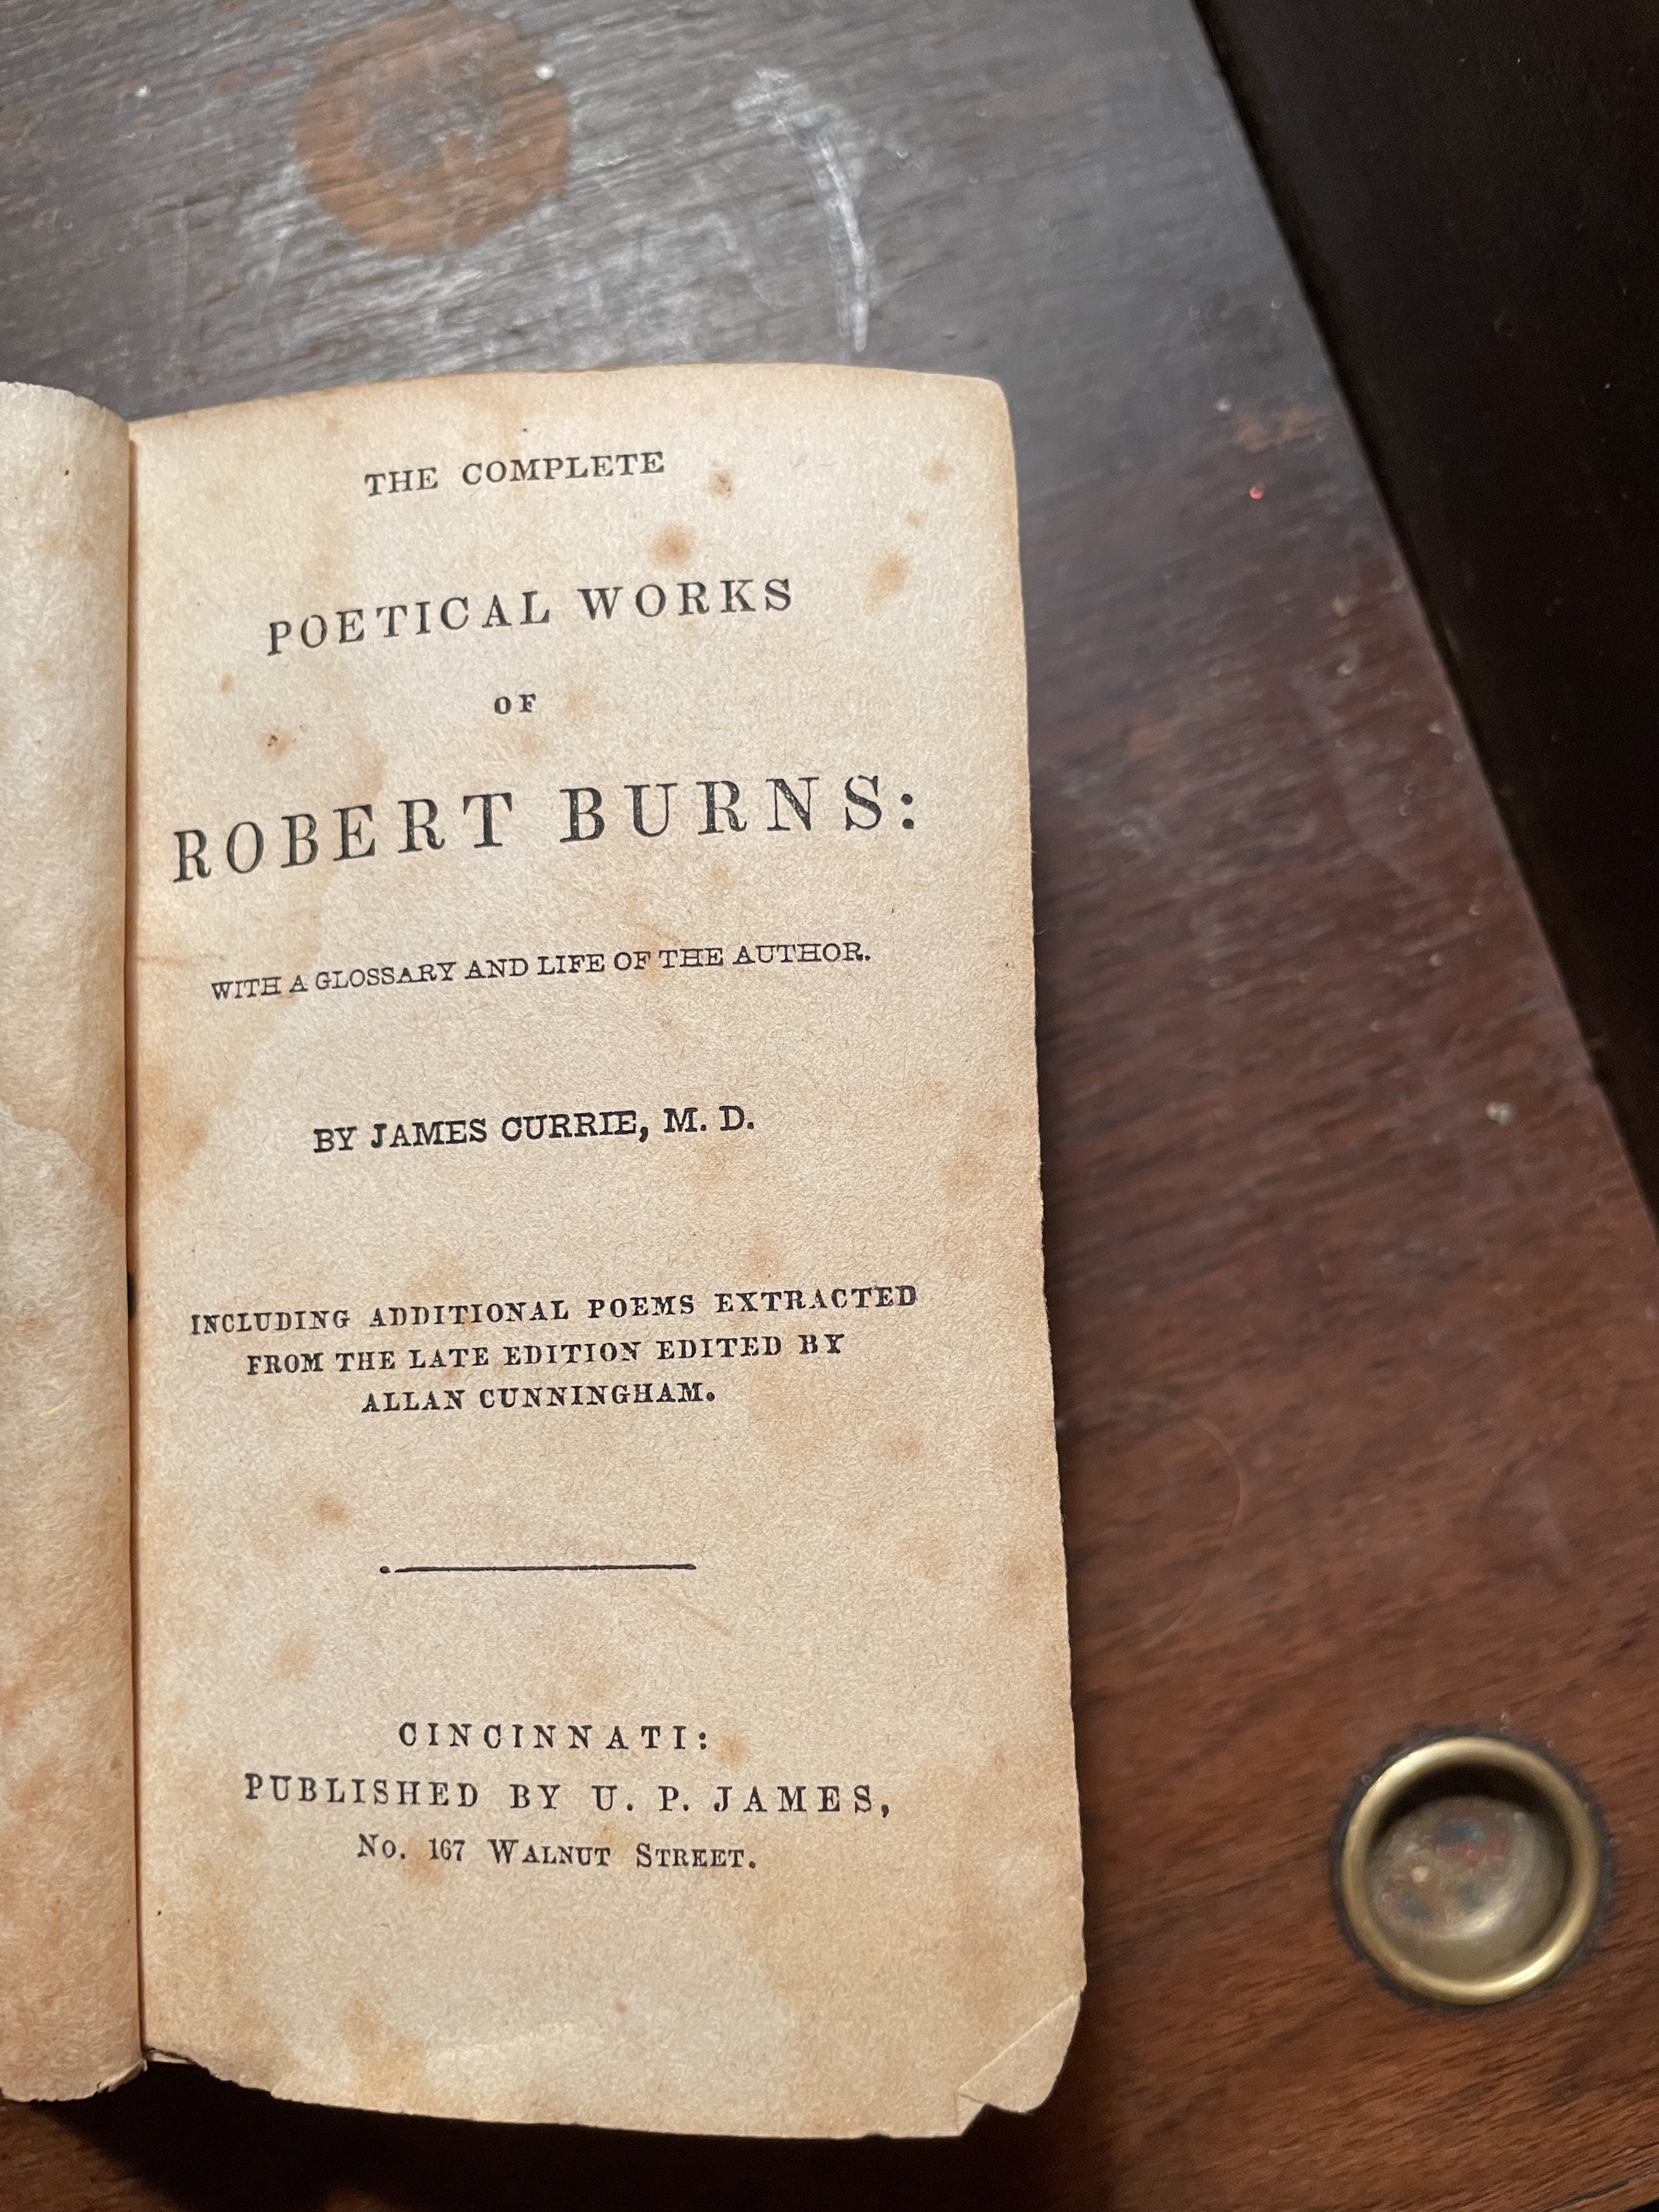 THE COMPLETE
POETICAL WORKS
OF
ROBERT BURNS:
WITH A GLOSSARY AND LIFE OF THE AUTHOR.
BY JAMES CURRIE, M. D.
INCLUDING ADDITIONAL POEMS EXTRACTED
FROM THE LATE EDITION EDITED BY
ALLAN CUNNINGHAM.
CINCINNATI:
PUBLISHED BY U. P. JAMES,
No. 167 WALNUT STREET.